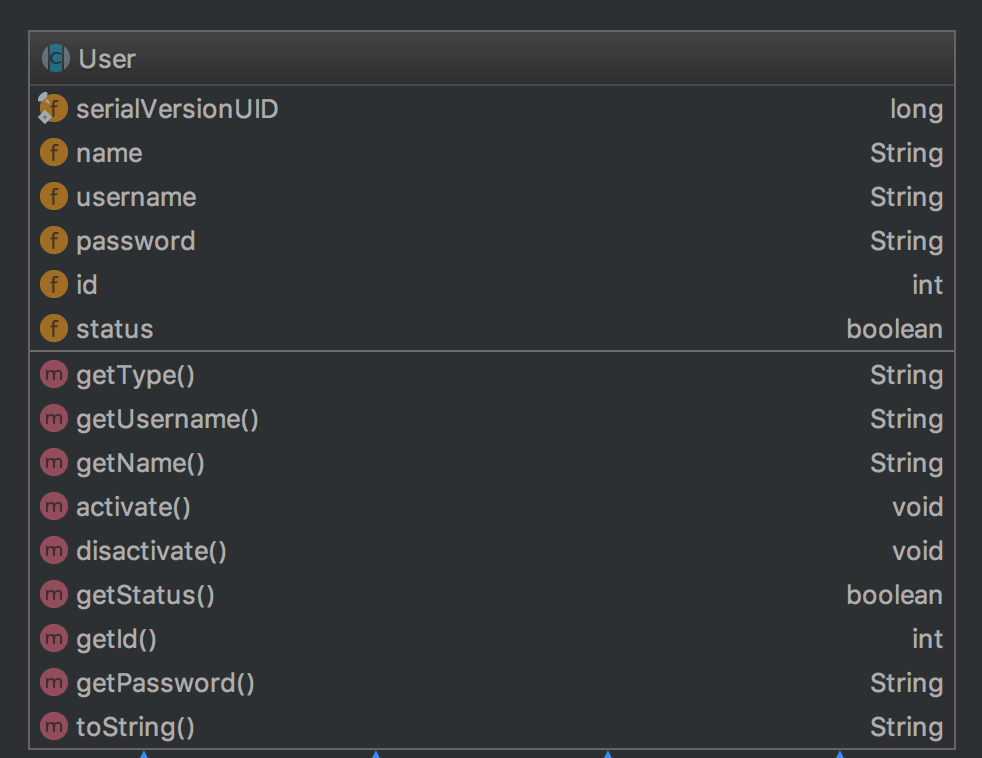 C User
f serialVersionUID long
f name String
f username String
f password String
f id int
f status boolean
m getType() String
m getUsername() String
m getName() String
m activate() void
m disactivate() void
m getStatus() boolean
m getId() int
m getPassword() String
m toString() String